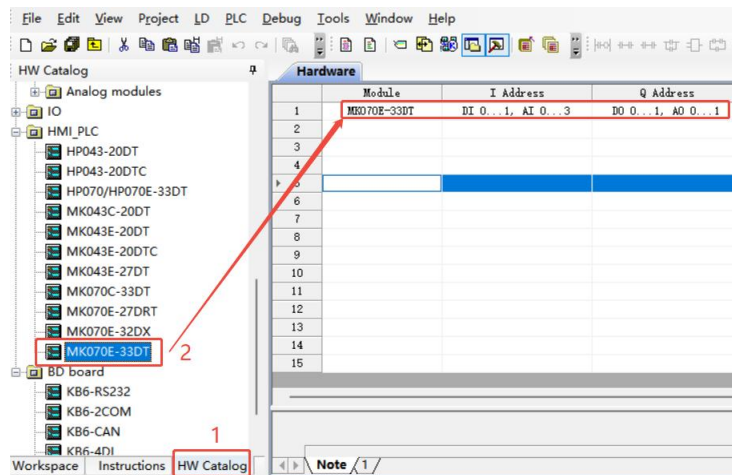 File Edit View Project LD PLC Debug Tools Window Help
HW Catalog
Hardware
Analog modules
IO
HMI_PLC
HP043-20DT
HP043-20DTC
HP070/HP070E-33DT
MK043C-20DT
MK043E-20DT
MK043E-20DTC
MK043E-27DT
MK070C-33DT
MK070E-27DRT
MK070E-32DX
MK070E-33DT
BD board
KB6-RS232
KB6-2COM
KB6-CAN
KB6-4DI
1
2
Workspace Instructions HW Catalog
Module I Address Q Address
1 MK070E-33DT DI 0...1, AI 0...3 DO 0...1, AO 0...1
2
3
4
5
6
7
8
9
10
11
12
13
14
15
Note 1